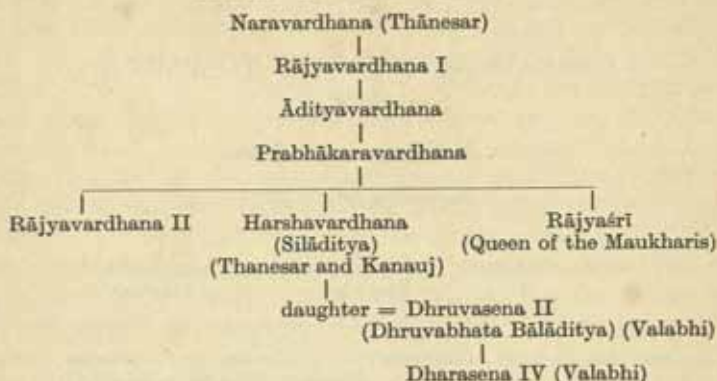 Naravardhana (Thānesar)
Rājyavardhana I
Ādityavardhana
Prabhākaravardhana
Rājyavardhana II Harshavardhana Rājyaśrī
(Silāditya) (Queen of the Maukharis)
(Thanesar and Kanauj)
daughter = Dhruvasena II
(Dhruvabhata Bālāditya) (Valabhi)
Dharasena IV (Valabhi)